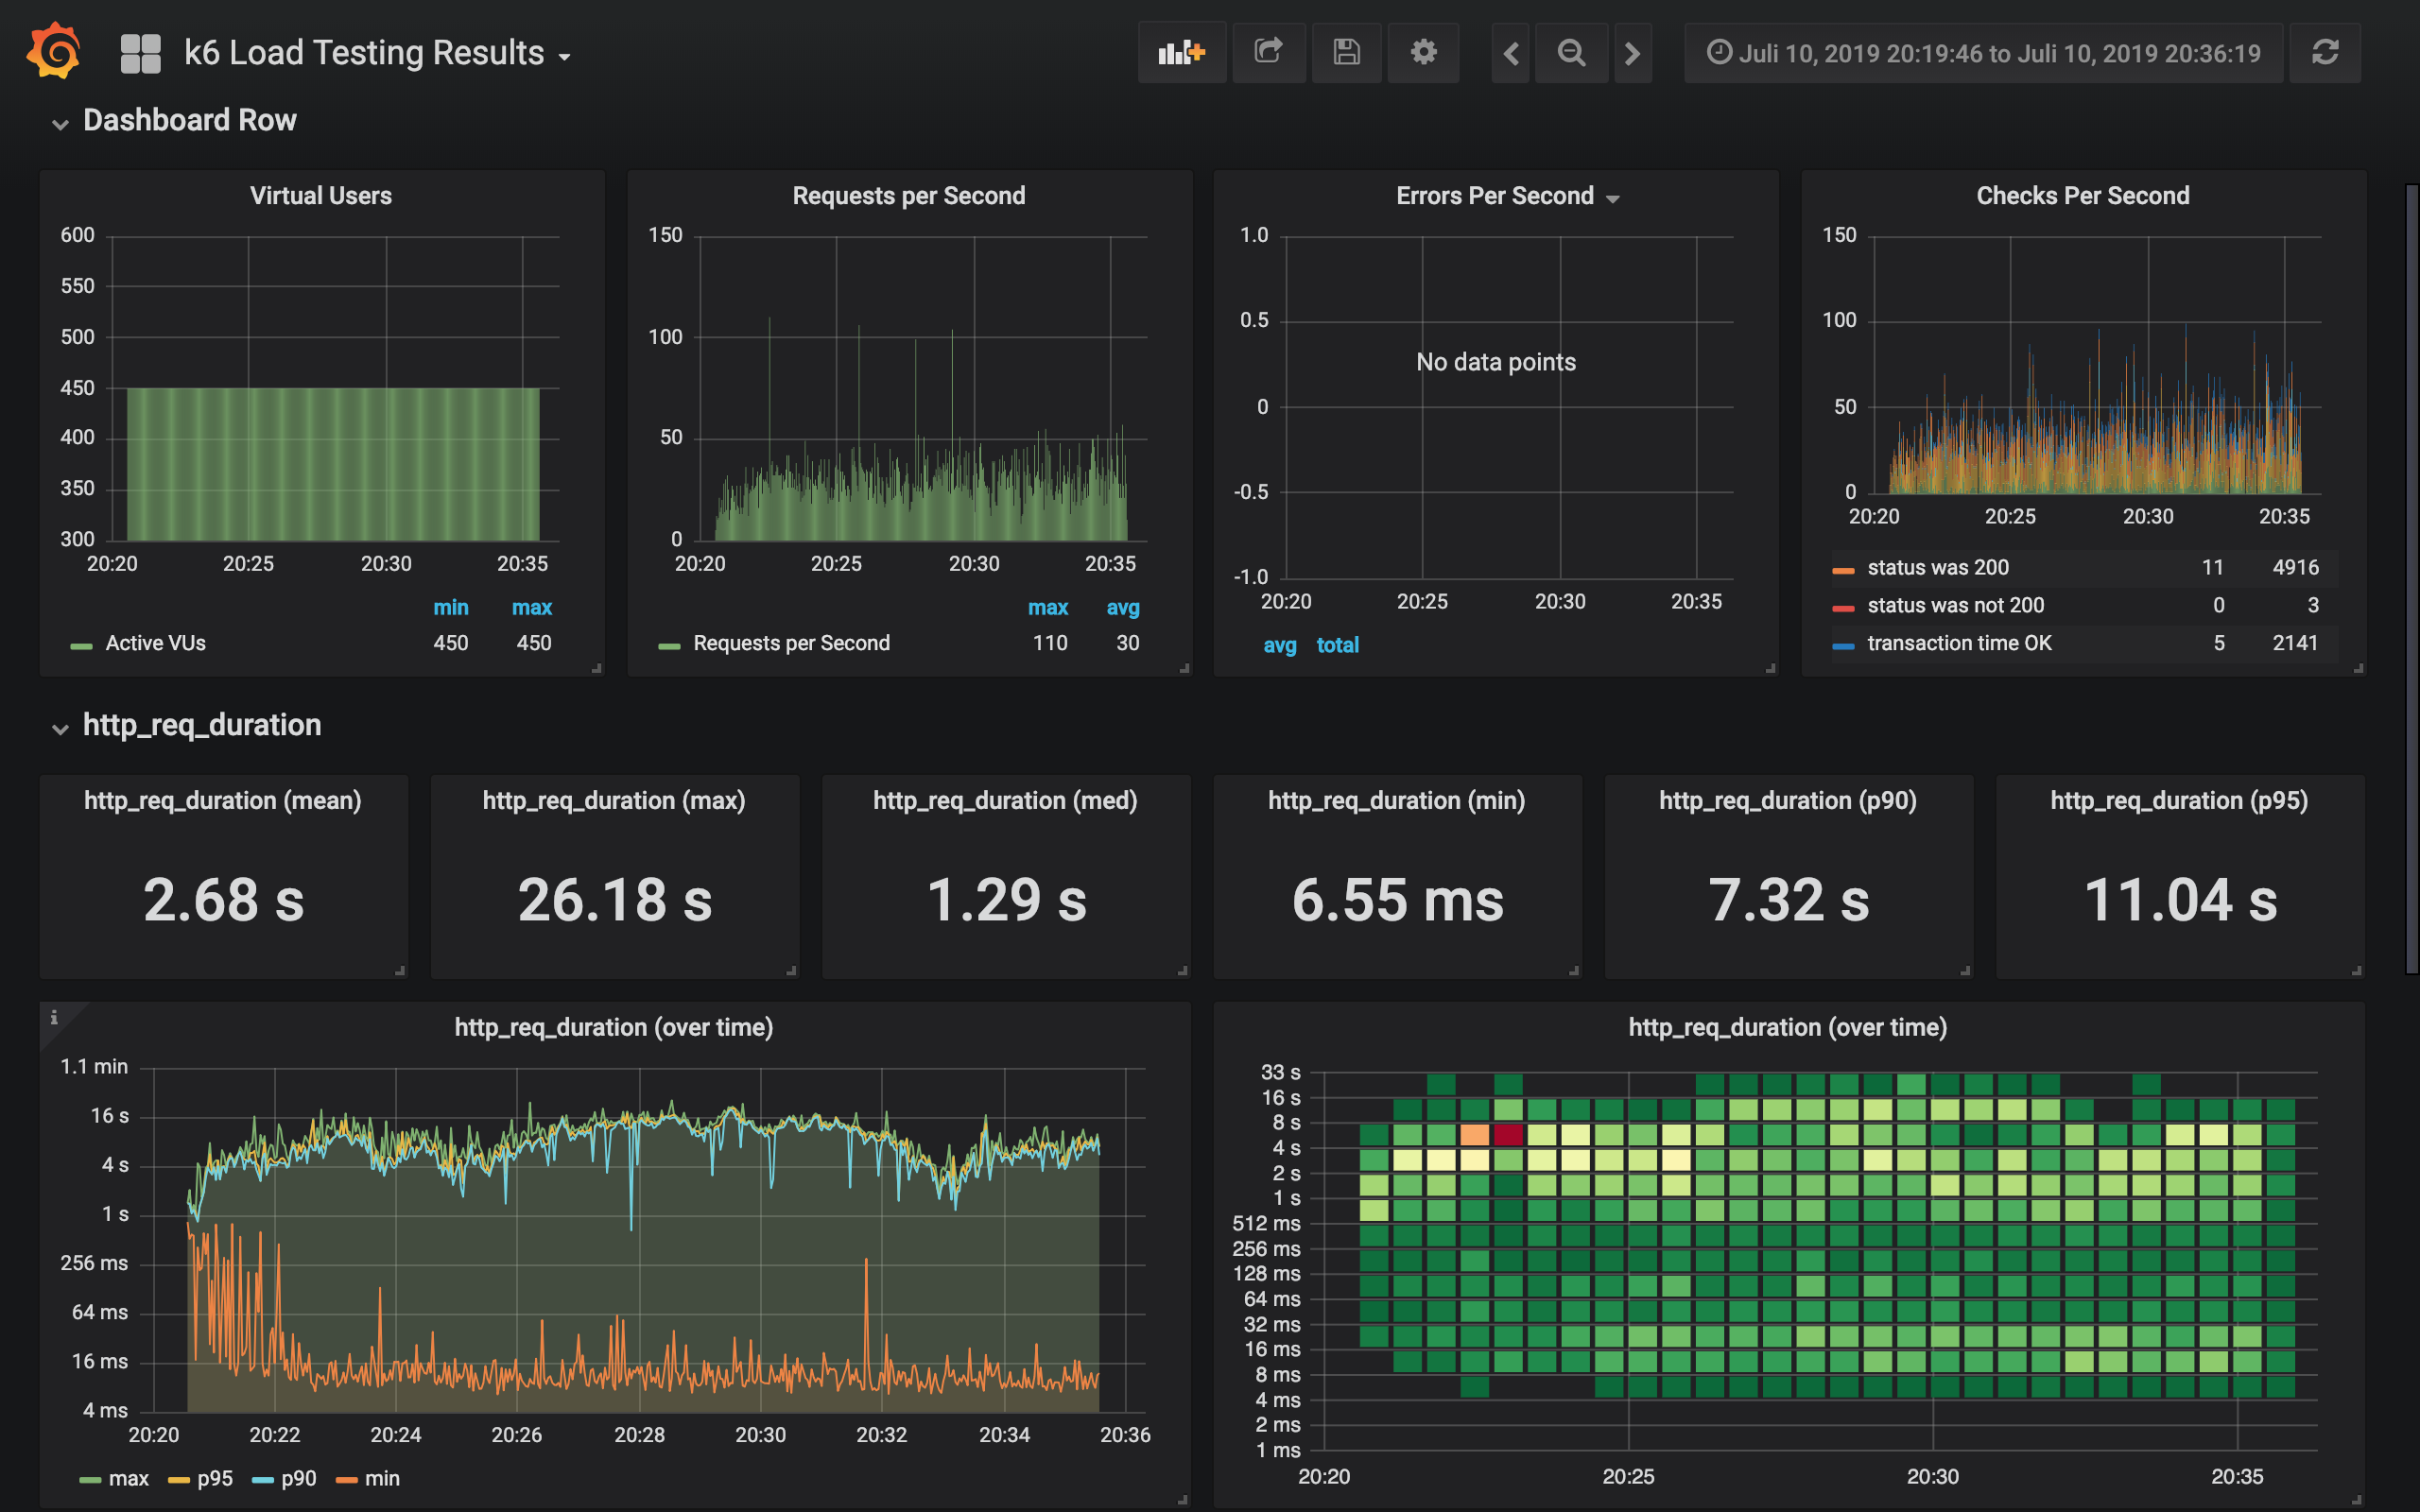 k6 Load Testing Results
Juli 10, 2019 20:19:46 to Juli 10, 2019 20:36:19
Dashboard Row
Virtual Users
600
550
500
450
400
350
300
20:20 20:25 20:30 20:35
min max
Active VUs 450 450
Requests per Second
150
100
50
0
20:20 20:25 20:30 20:35
max avg
Requests per Second 110 30
Errors Per Second
1.0
0.5
0
-0.5
-1.0
No data points
20:20 20:25 20:30 20:35
avg total
Checks Per Second
150
100
50
0
20:20 20:25 20:30 20:35
status was 200 11 4916
status was not 200 0 3
transaction time OK 5 2141
http_req_duration
http_req_duration (mean)
2.68 s
http_req_duration (max)
26.18 s
http_req_duration (med)
1.29 s
http_req_duration (min)
6.55 ms
http_req_duration (p90)
7.32 s
http_req_duration (p95)
11.04 s
i
http_req_duration (over time)
1.1 min
16 s
4 s
1 s
256 ms
64 ms
16 ms
4 ms
20:20 20:22 20:24 20:26 20:28 20:30 20:32 20:34 20:36
max p95 p90 min
http_req_duration (over time)
33 s
16 s
8 s
4 s
2 s
1 s
512 ms
256 ms
128 ms
64 ms
32 ms
16 ms
8 ms
4 ms
2 ms
1 ms
20:20 20:25 20:30 20:35